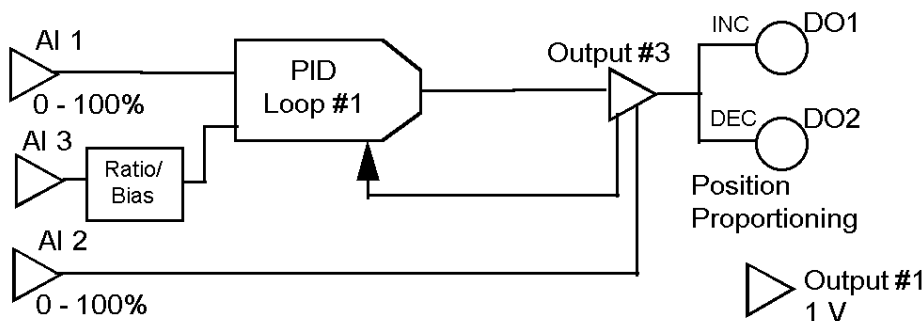 AI 1
0 - 100%
AI 3
Ratio/
Bias
AI 2
0 - 100%
PID
Loop #1
Output #3
INC
DO1
DEC
DO2
Position
Proportioning
Output #1
1 V